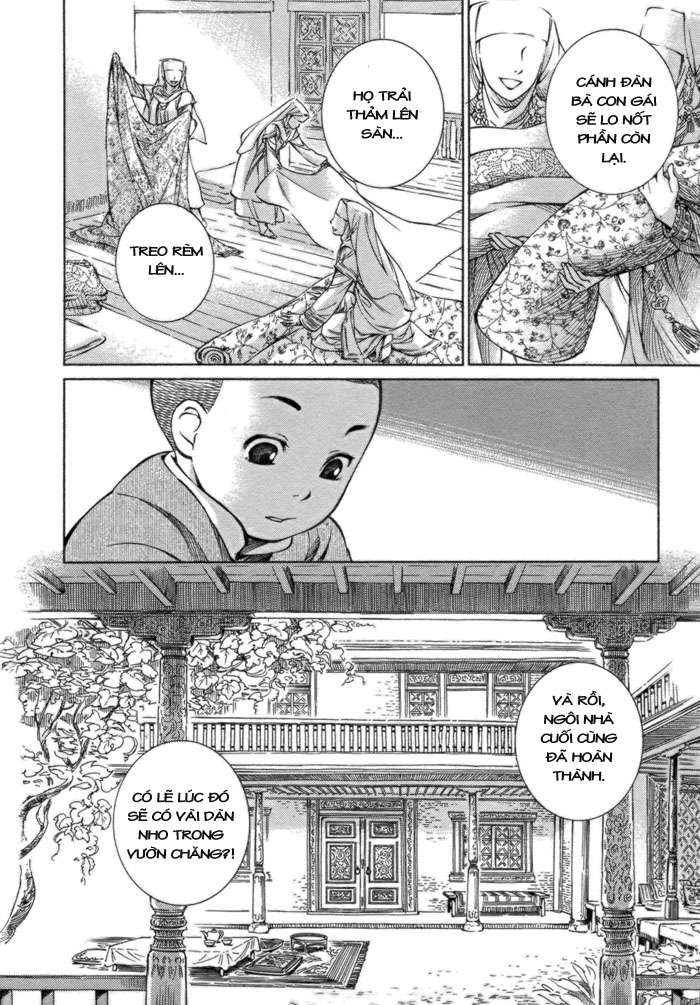 CÁNH ĐÀN
BÀ CON GÁI
SẼ LO NỐT
PHẦN CÒN
LẠI.
HỌ TRẢI
THẢM LÊN
SÀN...
TREO RÈM
LÊN...
VÀ RỒI,
NGÔI NHÀ
CUỐI CÙNG
ĐÃ HOÀN
THÀNH.
CÓ LẼ LÚC ĐÓ
SẼ CÓ VÀI DÀN
NHO TRONG
VƯỜN CHĂNG?!